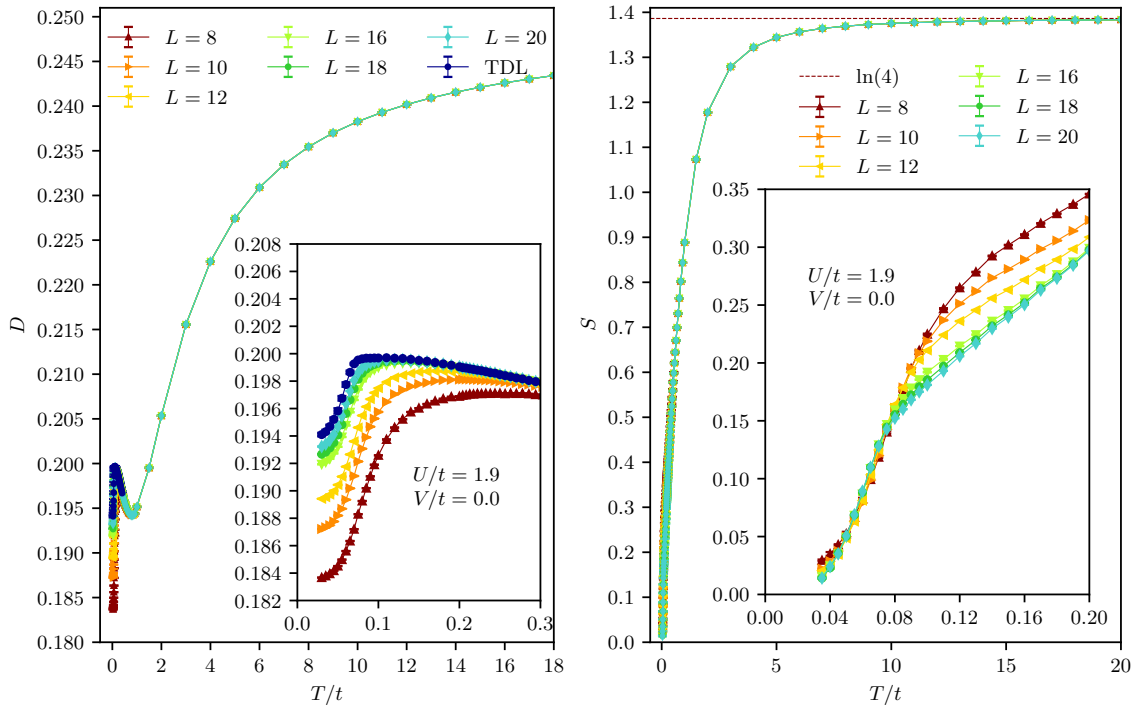 0.250
0.245
0.240
0.235
0.230
0.225
0.220
0.215
0.210
0.205
0.200
0.195
0.190
0.185
0.180
D
L = 8
L = 10
L = 12
L = 16
L = 18
L = 20
TDL
0.208
0.206
0.204
0.202
0.200
0.198
0.196
0.194
0.192
0.190
0.188
0.186
0.184
0.182
U/t = 1.9
V/t = 0.0
0.0 0.1 0.2 0.3
0 2 4 6 8 10 12 14 16 18
T/t
1.4
1.3
1.2
1.1
1.0
0.9
0.8
0.7
0.6
0.5
0.4
0.3
0.2
0.1
0.0
S
ln(4)
L = 8
L = 10
L = 12
L = 16
L = 18
L = 20
0.35
0.30
0.25
0.20
0.15
0.10
0.05
0.00
U/t = 1.9
V/t = 0.0
0.00 0.04 0.08 0.12 0.16 0.20
0 5 10 15 20
T/t